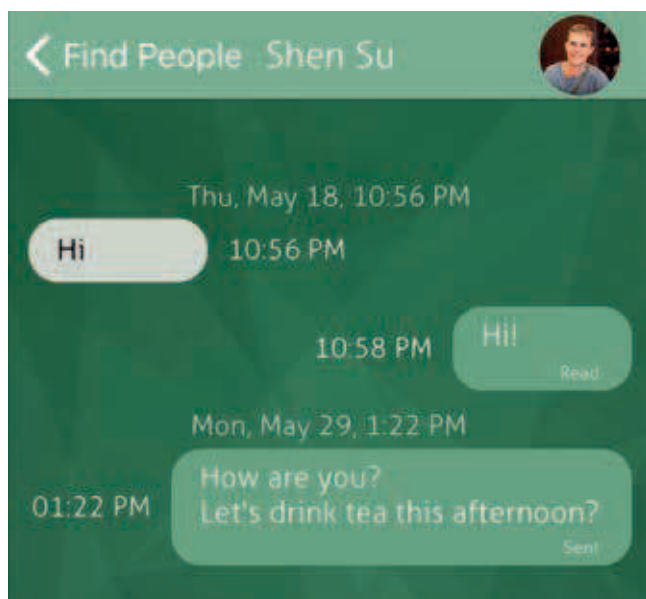 Find People Shen Su
Thu, May 18, 10:56 PM
Hi 10:56 PM
10:58 PM Hi!
Read
Mon, May 29, 1:22 PM
How are you?
01:22 PM Let's drink tea this afternoon?
Sent